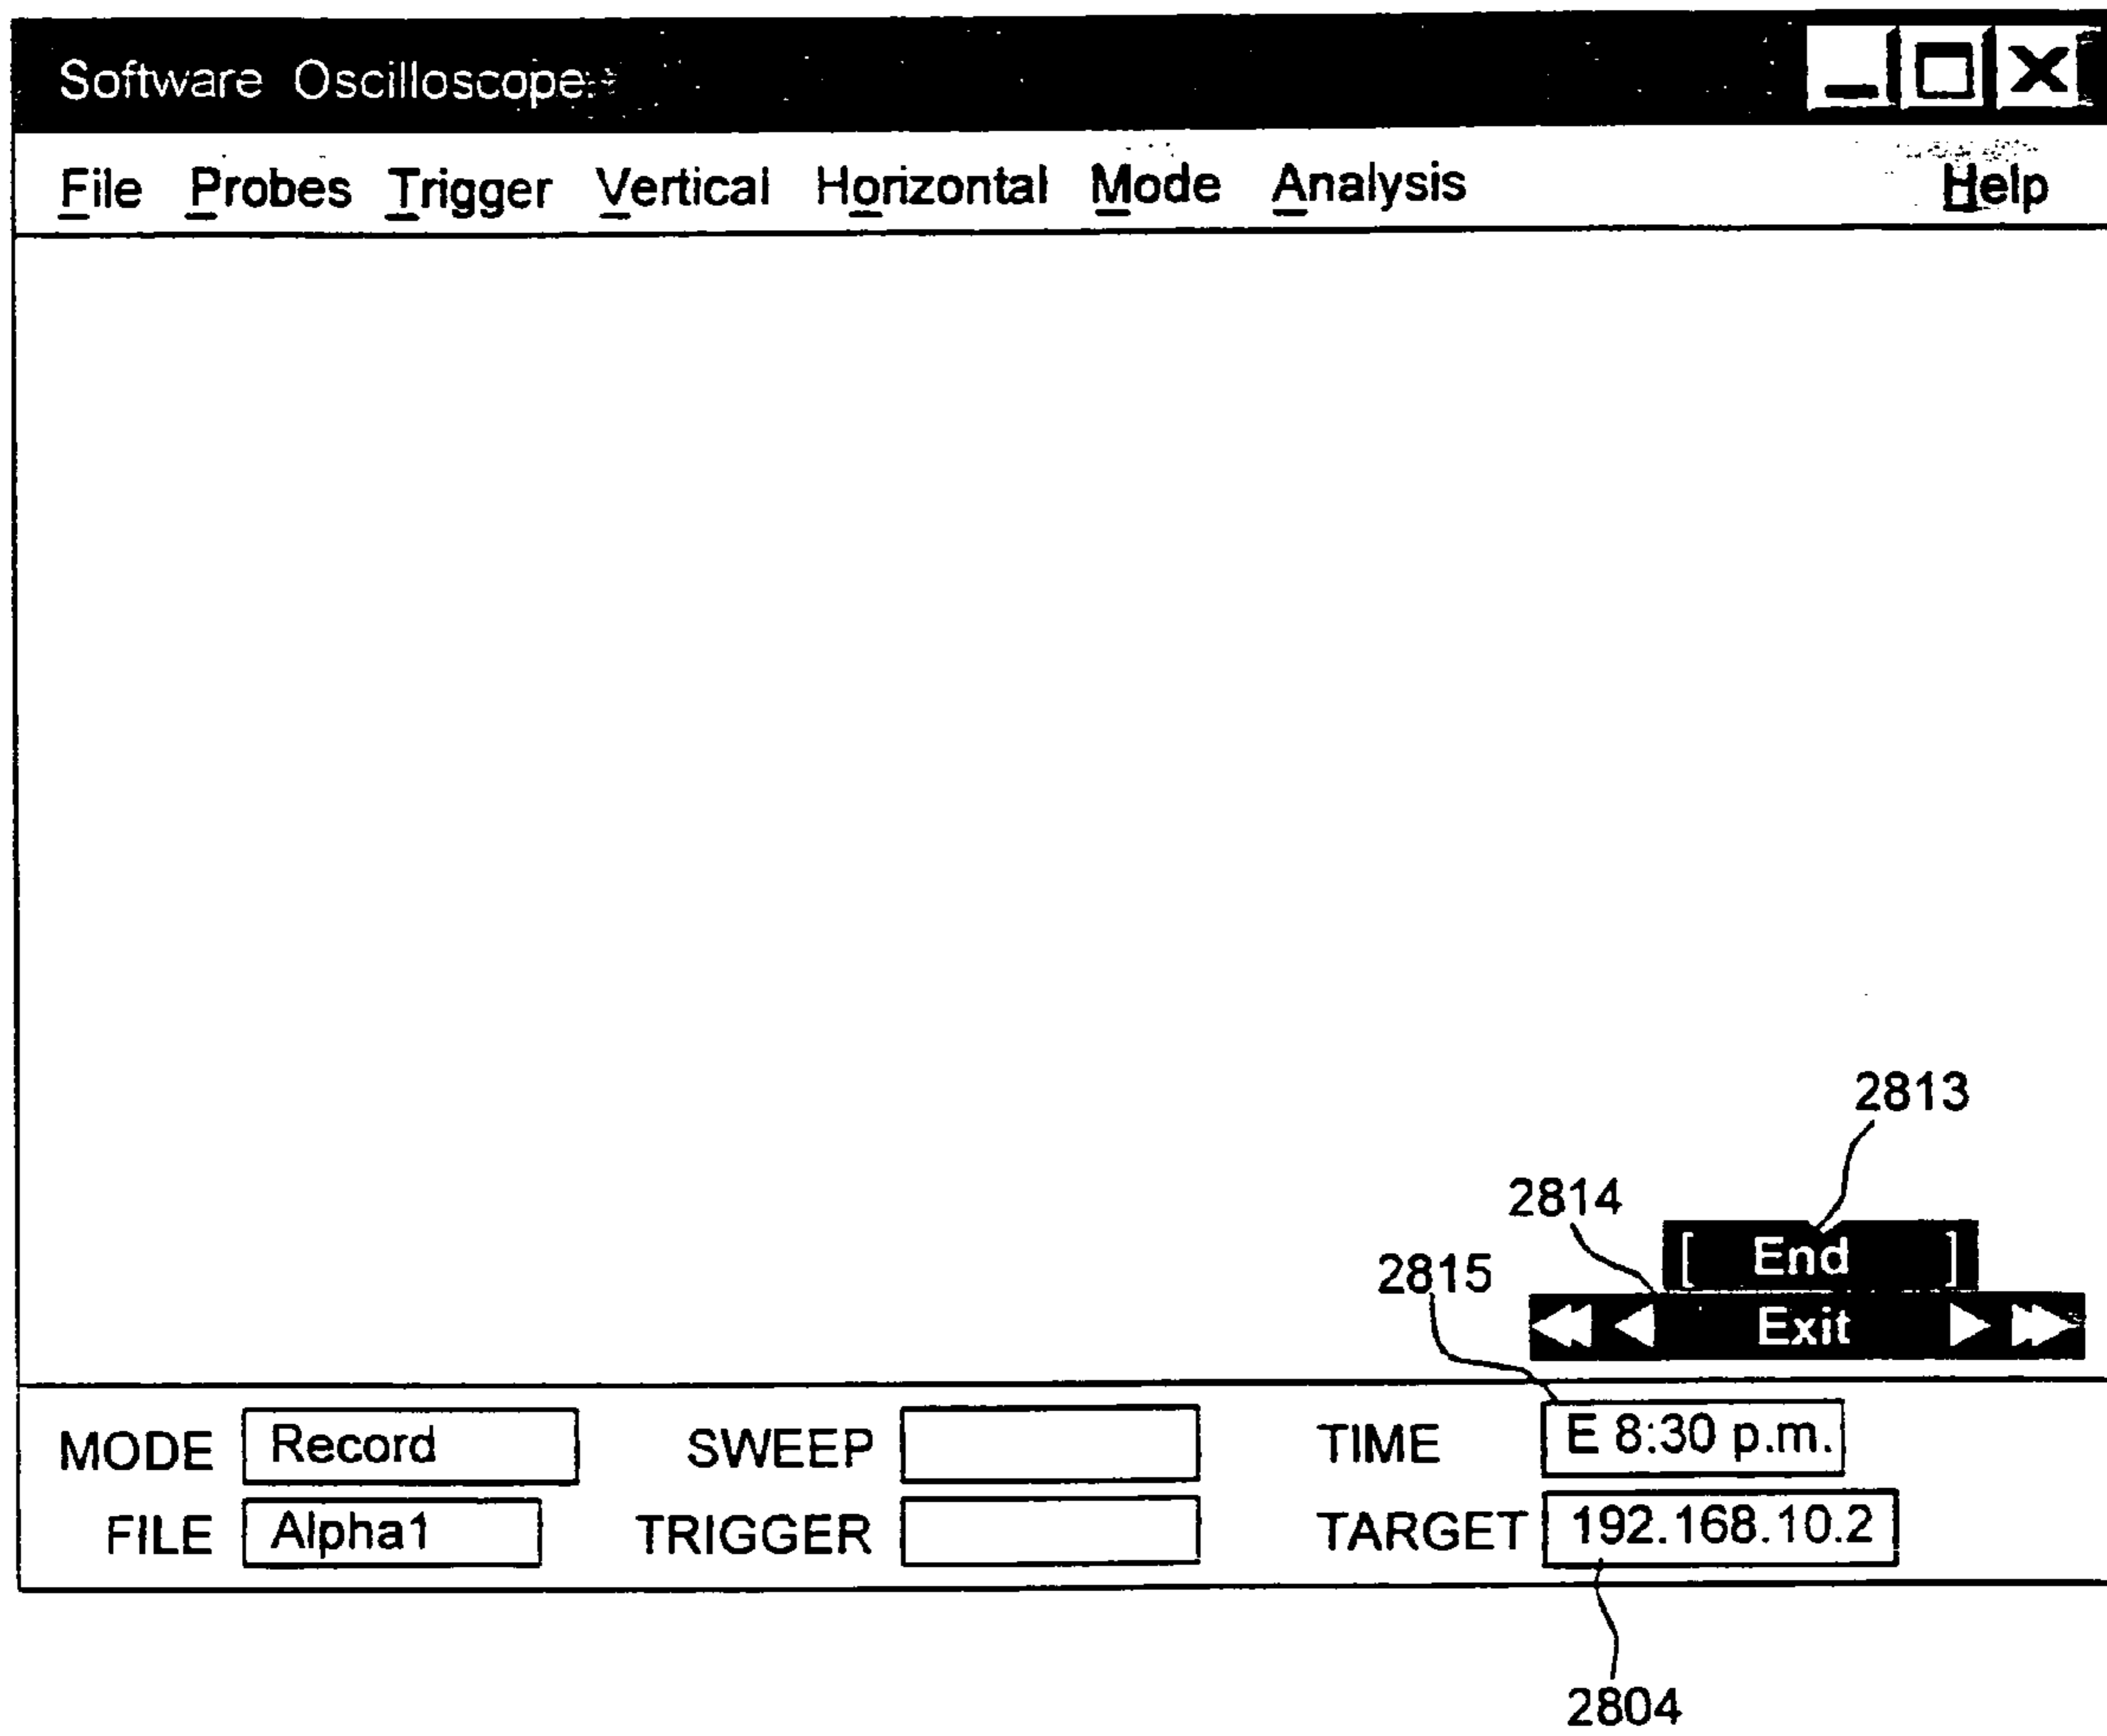 Software Oscilloscope
File Probes Trigger Vertical Horizontal Mode Analysis Help
2813
2814
[ End ]
2815
Exit
MODE Record SWEEP TIME E 8:30 p.m.
FILE Alpha1 TRIGGER TARGET 192.168.10.2
2804